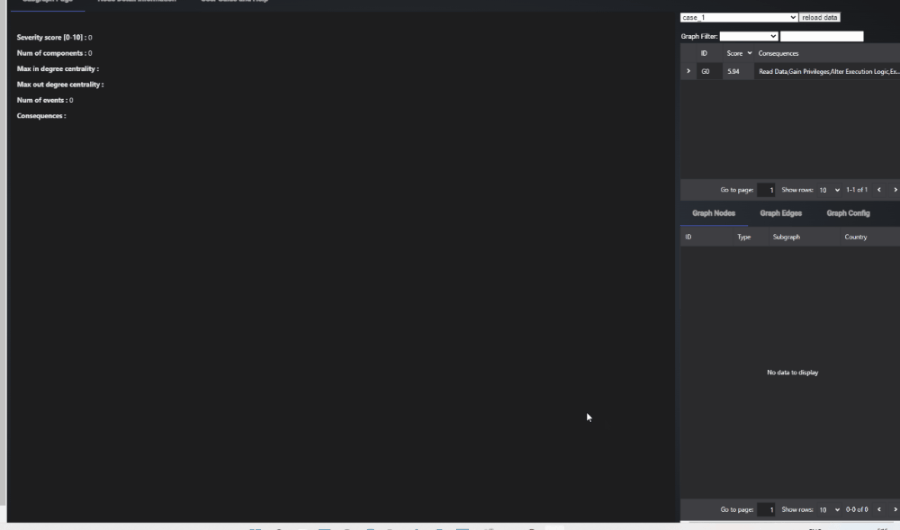 Subgraph Page Node Detail Information User Guide and Help
Severity score [0-10] : 0
Num of components : 0
Max in degree centrality :
Max out degree centrality :
Num of events : 0
Consequences :
case_1 reload data
Graph Filter:
ID Score Consequences
G0 5.94 Read Data,Gain Privileges,Alter Execution Logic,Es...
Go to page: 1 Show rows: 10 1-1 of 1
Graph Nodes Graph Edges Graph Config
ID Type Subgraph Country
No data to display
Go to page: 1 Show rows: 10 0-0 of 0